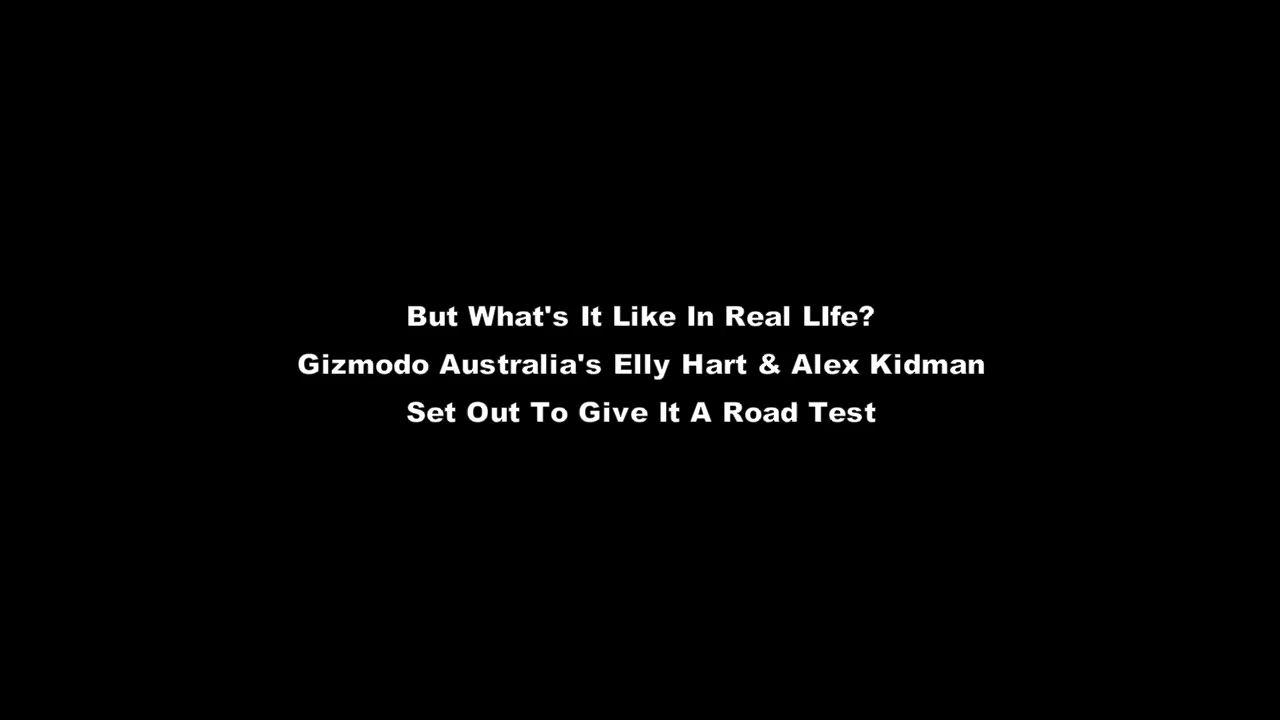 But What's It Like In Real LIfe?
Gizmodo Australia's Elly Hart & Alex Kidman
Set Out To Give It A Road Test